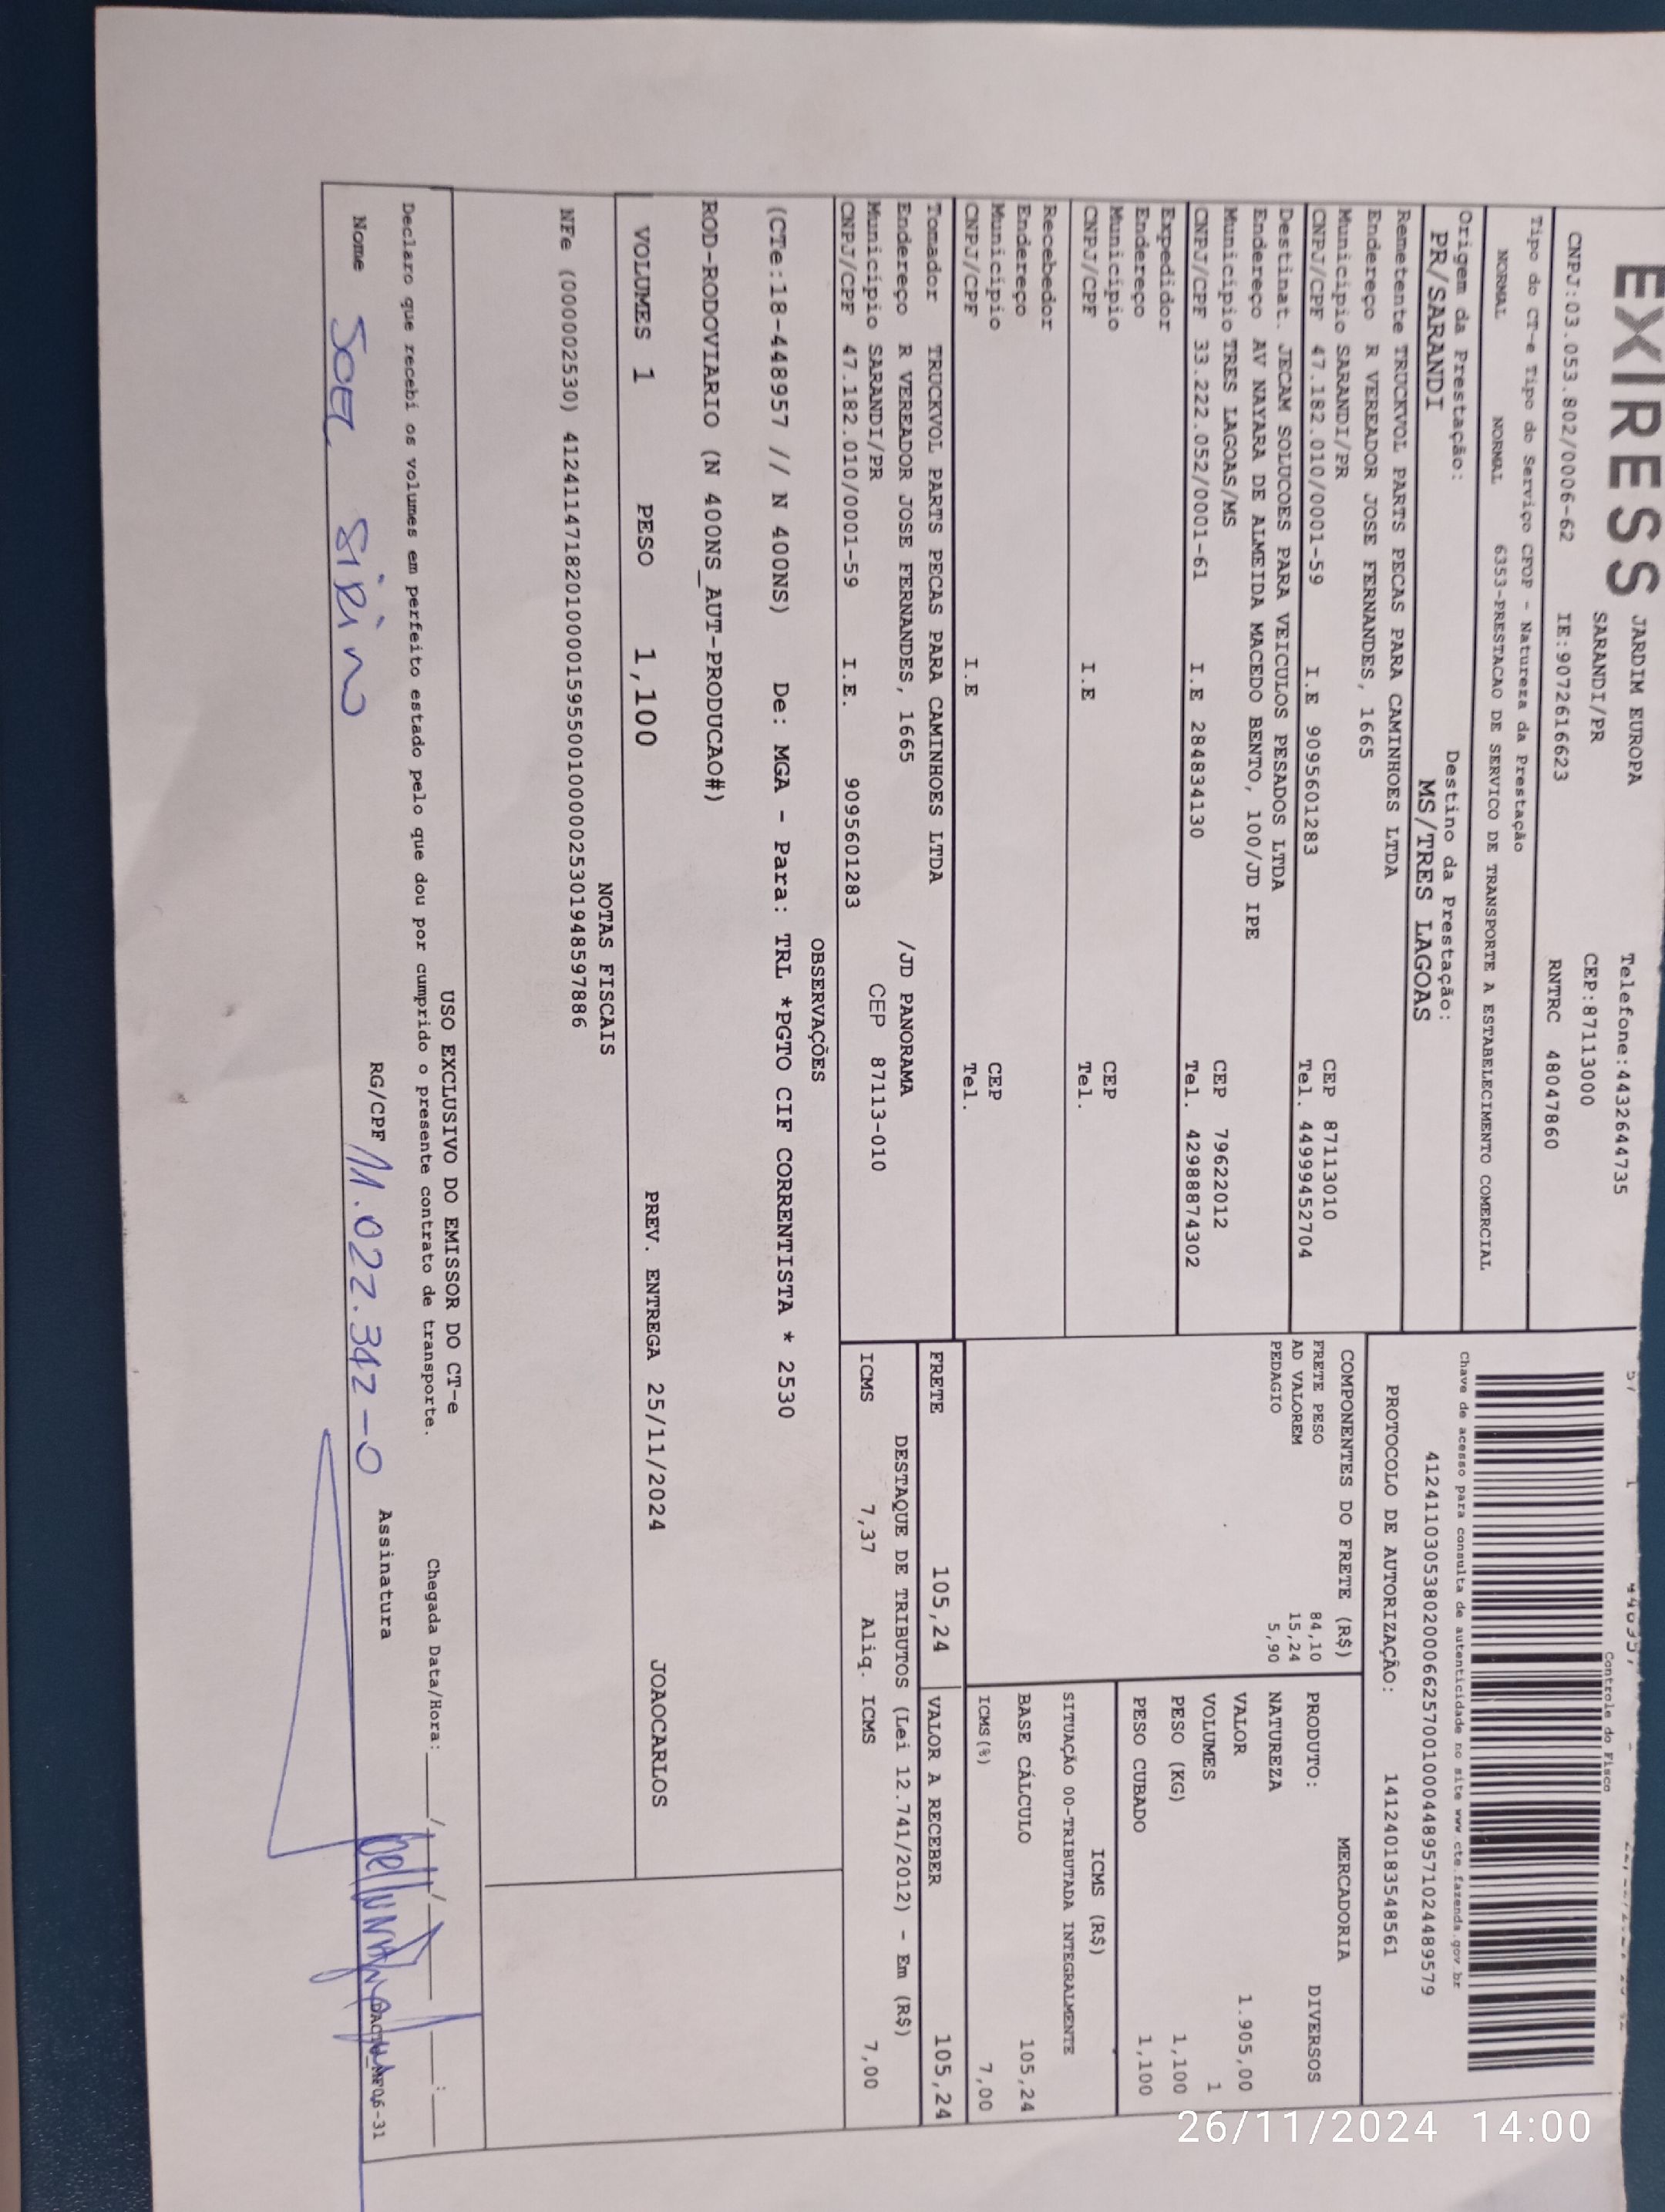 EXIRESS
JARDIM EUROPA
Telefone:4432644735
SARANDI/PR
CEP:87113000
CNPJ:03.053.802/0006-62 IE:9072616623 RNTRC 48047860
Tipo do CT-e Tipo do Serviço CFOP - Natureza da Prestação
NORMAL NORMAL 6353-PRESTACAO DE SERVICO DE TRANSPORTE A ESTABELECIMENTO COMERCIAL
Origem da Prestação: Destino da Prestação:
PR/SARANDI MS/TRES LAGOAS
Remetente TRUCKVOL PARTS PECAS PARA CAMINHOES LTDA
Endereço R VEREADOR JOSE FERNANDES, 1665
Município SARANDI/PR CEP 87113010
CNPJ/CPF 47.182.010/0001-59 I.E 9095601283 Tel. 44999452704
Destinat. JECAM SOLUCOES PARA VEICULOS PESADOS LTDA
Endereço AV NAYARA DE ALMEIDA MACEDO BENTO, 100/JD IPE
Município TRES LAGOAS/MS CEP 79622012
CNPJ/CPF 33.222.052/0001-61 I.E 284834130 Tel. 42988874302
Expedidor
Endereço
Município CEP
CNPJ/CPF I.E Tel.
Recebedor
Endereço
Município CEP
CNPJ/CPF I.E Tel.
Tomador TRUCKVOL PARTS PECAS PARA CAMINHOES LTDA
Endereço R VEREADOR JOSE FERNANDES, 1665 /JD PANORAMA
Município SARANDI/PR CEP 87113-010
CNPJ/CPF 47.182.010/0001-59 I.E. 9095601283
Controle do Fisco
Chave de acesso para consulta de autenticidade no site www.cte.fazenda.gov.br
41241103053802000662570010004489571024489579
PROTOCOLO DE AUTORIZAÇÃO: 141240183548561
COMPONENTES DO FRETE (R$)
FRETE PESO 84,10
AD VALOREM 15,24
PEDAGIO 5,90
MERCADORIA
PRODUTO: DIVERSOS
NATUREZA
VALOR 1.905,00
VOLUMES 1
PESO (KG) 1,100
PESO CUBADO 1,100
ICMS (R$)
SITUAÇÃO 00-TRIBUTADA INTEGRALMENTE
BASE CÁLCULO 105,24
ICMS(%) 7,00
FRETE 105,24 VALOR A RECEBER 105,24
DESTAQUE DE TRIBUTOS (Lei 12.741/2012) - Em (R$)
ICMS 7,37 Aliq. ICMS 7,00
OBSERVAÇÕES
(CTe:18-448957 // N 400NS) De: MGA - Para: TRL *PGTO CIF CORRENTISTA * 2530
ROD-RODOVIARIO (N 400NS_AUT-PRODUCAO#)
VOLUMES 1 PESO 1,100 PREV. ENTREGA 25/11/2024 JOAOCARLOS
NOTAS FISCAIS
NFe (000002530) 41241147182010000159550010000025301948597886
USO EXCLUSIVO DO EMISSOR DO CT-e
Declaro que recebi os volumes em perfeito estado pelo que dou por cumprido o presente contrato de transporte. Chegada Data/Hora:____/____/____ ____:____
Nome RG/CPF 11.022.342-0 Assinatura
26/11/2024 14:00